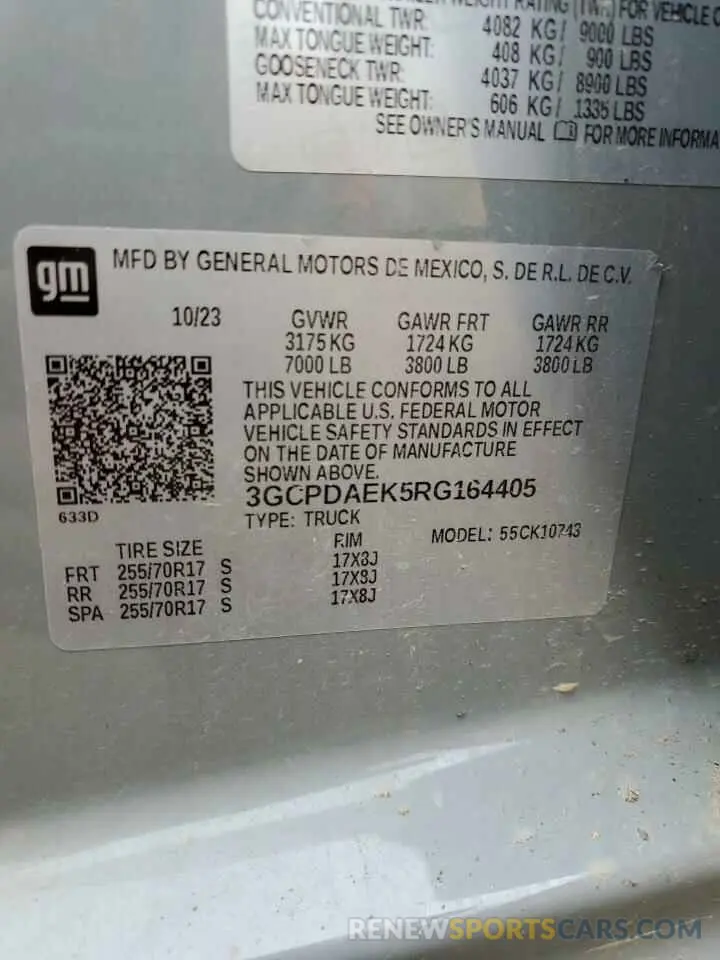 WEIGHT RATING (TWR) FOR VEHICLE
CONVENTIONAL TWR: 4082 KG/ 9000 LBS
MAX TONGUE WEIGHT: 408 KG/ 900 LBS
GOOSENECK TWR: 4037 KG/ 8900 LBS
MAX TONGUE WEIGHT: 606 KG/ 1335 LBS
SEE OWNER'S MANUAL FOR MORE INFORMA
gm MFD BY GENERAL MOTORS DE MEXICO, S. DE R.L. DE C.V.
10/23 GVWR GAWR FRT GAWR RR
3175 KG 1724 KG 1724 KG
7000 LB 3800 LB 3800 LB
THIS VEHICLE CONFORMS TO ALL
APPLICABLE U.S. FEDERAL MOTOR
VEHICLE SAFETY STANDARDS IN EFFECT
ON THE DATE OF MANUFACTURE
SHOWN ABOVE.
3GCPDAEK5RG164405
633D
TYPE: TRUCK MODEL: 55CK10743
TIRE SIZE RIM
FRT 255/70R17 S 17X8J
RR 255/70R17 S 17X8J
SPA 255/70R17 S 17X8J
RENEWSPORTSCARS.COM